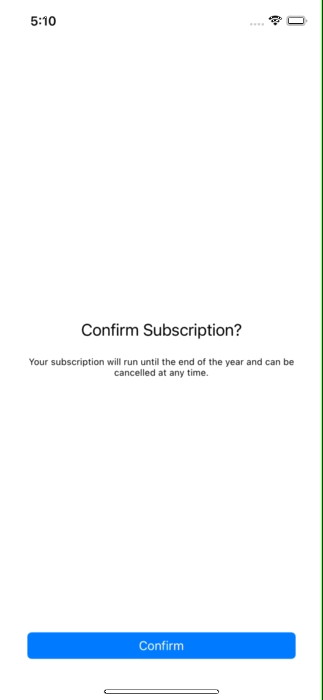 5:10
Confirm Subscription?
Your subscription will run until the end of the year and can be
cancelled at any time.
Confirm